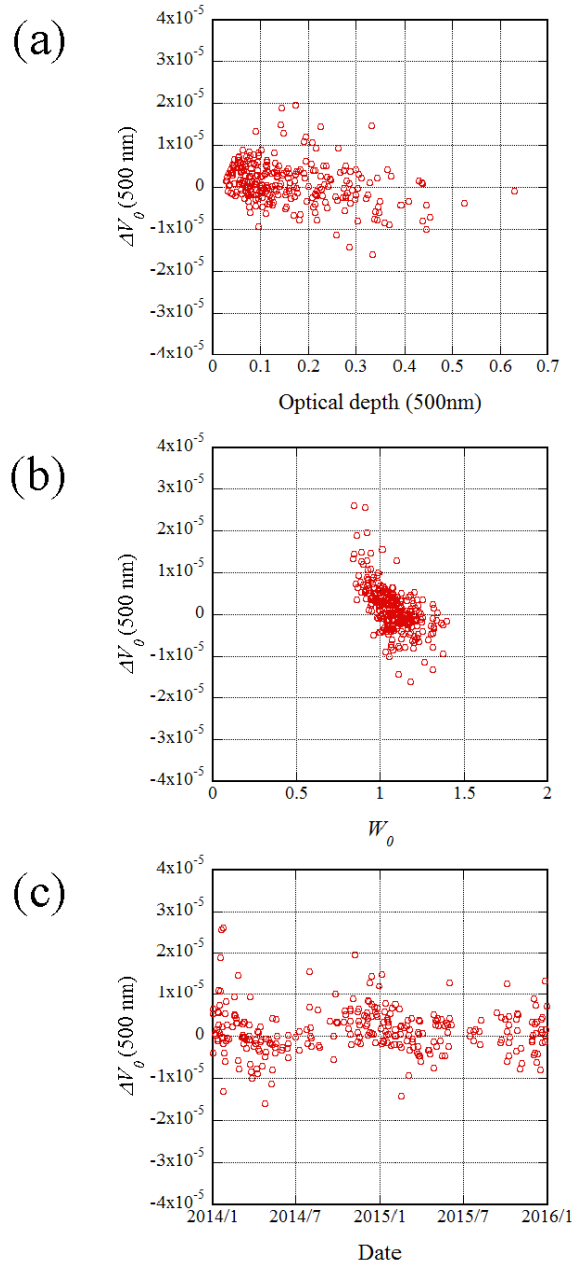 (a)
4x10-5
3x10-5
2x10-5
1x10-5
0
-1x10-5
-2x10-5
-3x10-5
-4x10-5
ΔV0 (500 nm)
0 0.1 0.2 0.3 0.4 0.5 0.6 0.7
Optical depth (500nm)
(b)
4x10-5
3x10-5
2x10-5
1x10-5
0
-1x10-5
-2x10-5
-3x10-5
-4x10-5
ΔV0 (500 nm)
0 0.5 1 1.5 2
W0
(c)
4x10-5
3x10-5
2x10-5
1x10-5
0
-1x10-5
-2x10-5
-3x10-5
-4x10-5
ΔV0 (500 nm)
2014/1 2014/7 2015/1 2015/7 2016/1
Date